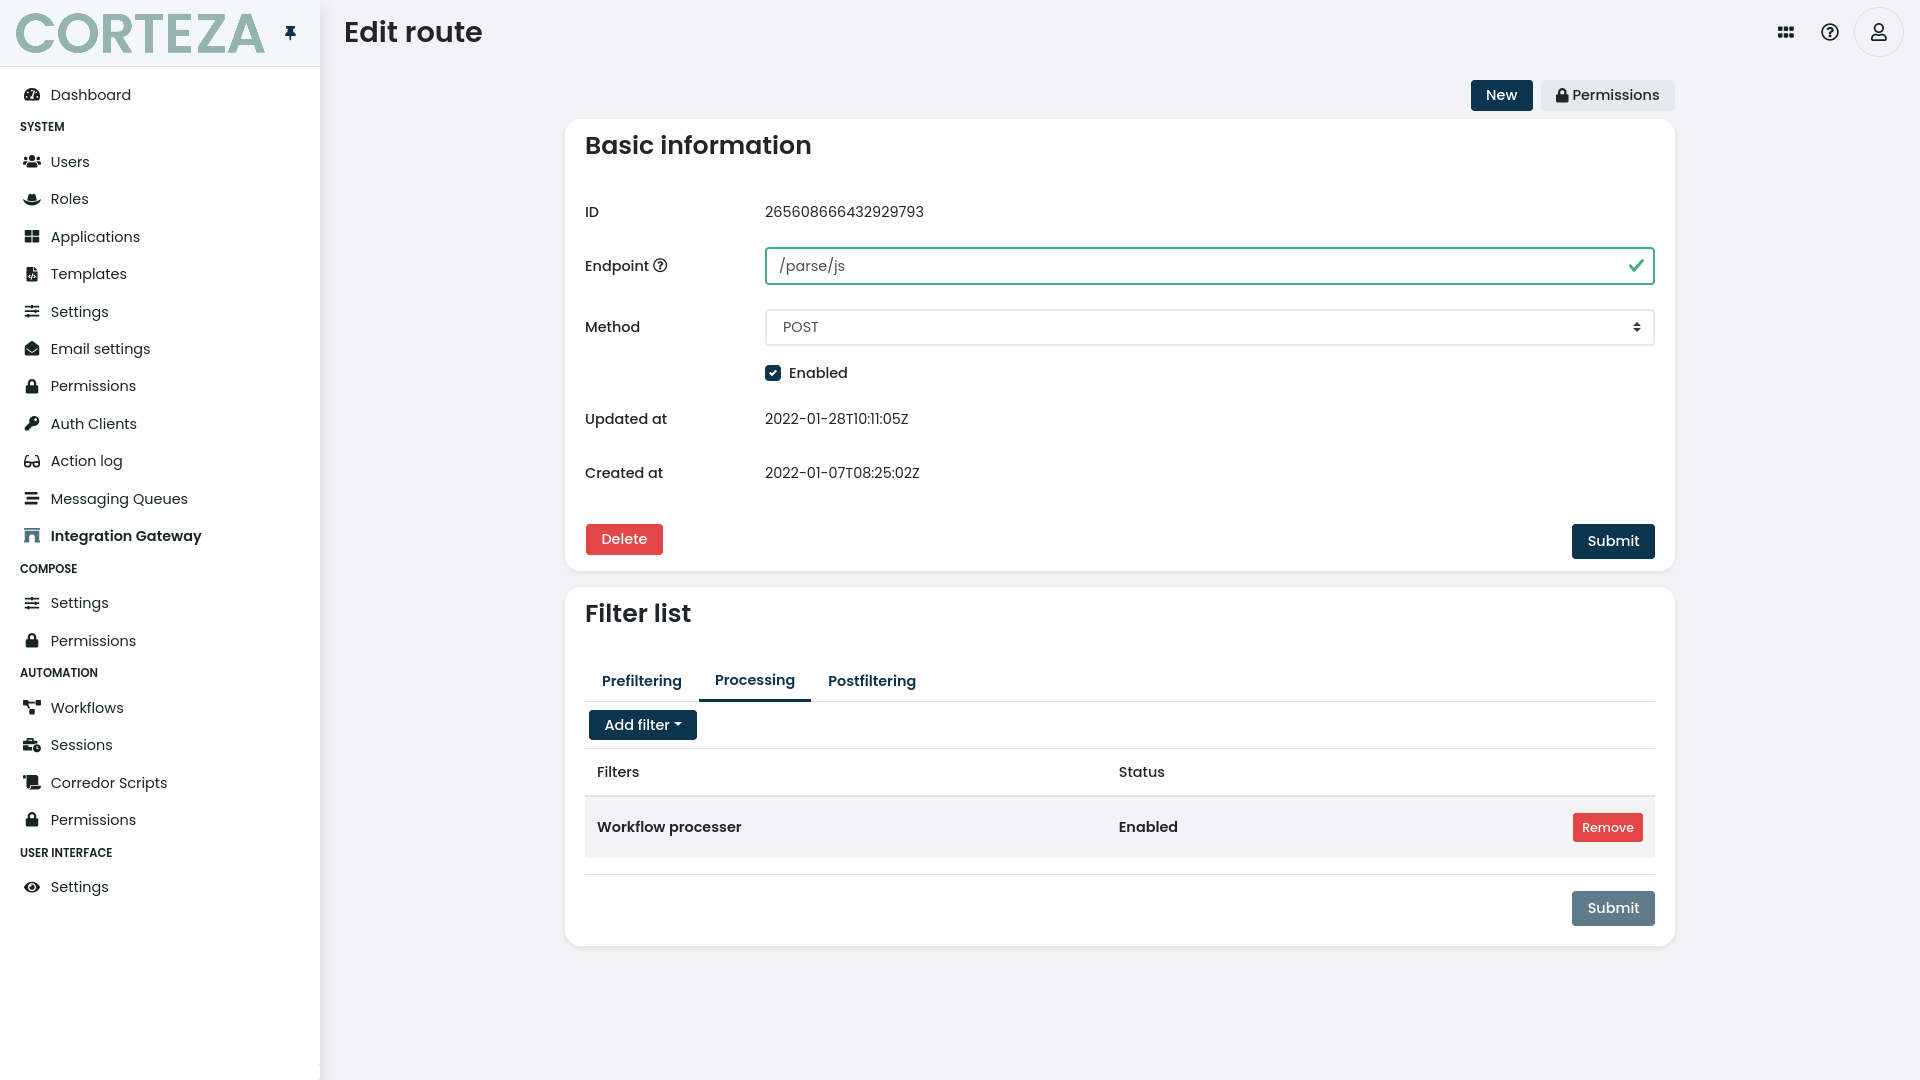 CORTEZA
Edit route
Dashboard
SYSTEM
Users
Roles
Applications
Templates
Settings
Email settings
Permissions
Auth Clients
Action log
Messaging Queues
Integration Gateway
COMPOSE
Settings
Permissions
AUTOMATION
Workflows
Sessions
Corredor Scripts
Permissions
USER INTERFACE
Settings
New Permissions
Basic information
ID 265608666432929793
Endpoint /parse/js
Method POST
Enabled
Updated at 2022-01-28T10:11:05Z
Created at 2022-01-07T08:25:02Z
Delete Submit
Filter list
Prefiltering Processing Postfiltering
Add filter
Filters Status
Workflow processer Enabled Remove
Submit